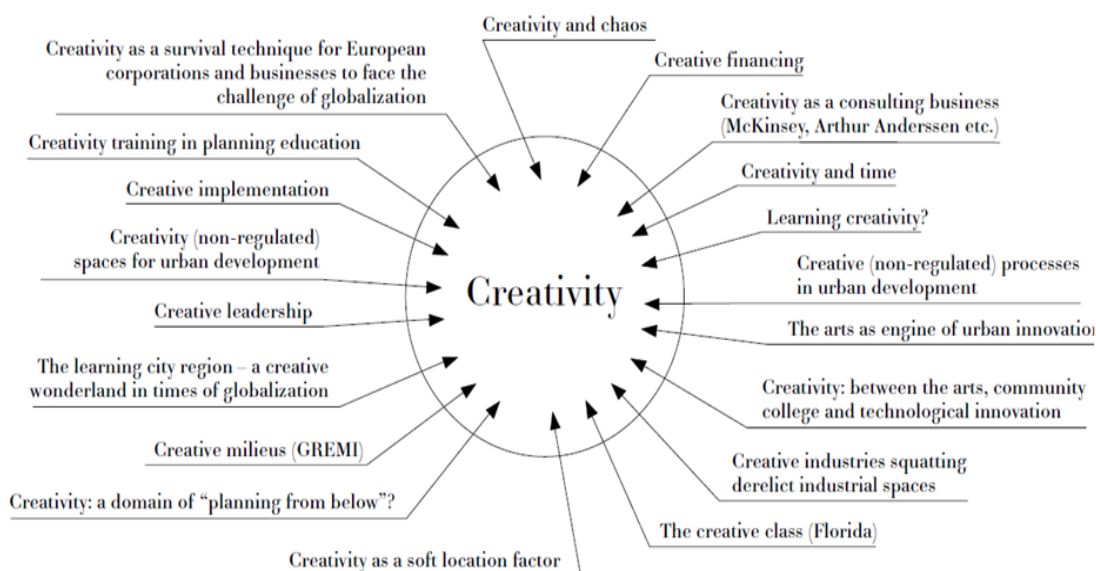 Creativity and chaos
Creativity as a survival technique for European
corporations and businesses to face the
challenge of globalization
Creative financing
Creativity as a consulting business
(McKinsey, Arthur Anderssen etc.)
Creativity training in planning education
Creativity and time
Creative implementation
Learning creativity?
Creativity (non-regulated)
spaces for urban development
Creative (non-regulated) processes
in urban development
Creativity
Creative leadership
The arts as engine of urban innovation
The learning city region – a creative
wonderland in times of globalization
Creativity: between the arts, community
college and technological innovation
Creative milieus (GREMI)
Creative industries squatting
derelict industrial spaces
Creativity: a domain of “planning from below”?
The creative class (Florida)
Creativity as a soft location factor